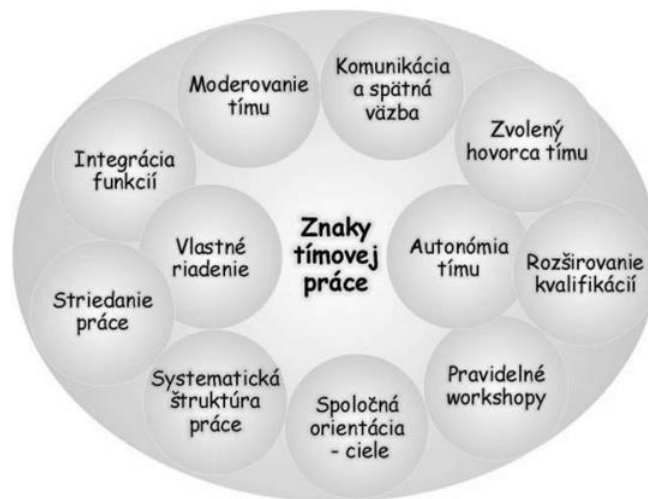 Moderovanie
tímu
Komunikácia
a spätná
väzba
Zvolený
hovorca tímu
Integrácia
funkcií
Vlastné
riadenie
Znaky
tímovej
práce
Autonómia
tímu
Rozširovanie
kvalifikácií
Striedanie
práce
Systematická
štruktúra
práce
Spoločná
orientácia
- ciele
Pravidelné
workshopy